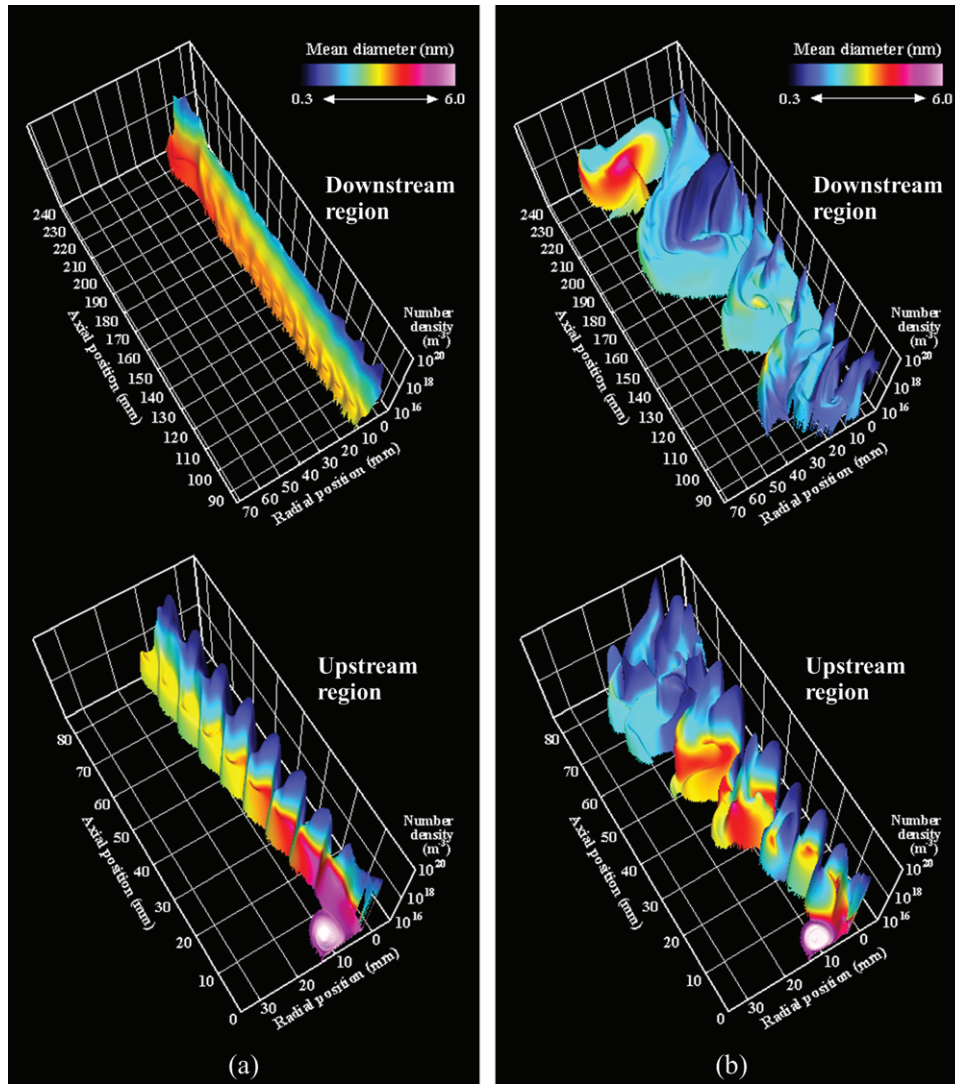 Mean diameter (nm)
0.3
6.0
Downstream
region
240
230
220
210
200
190
180
170
160
150
140
130
120
110
100
90
Axial position (mm)
Number
density
(m⁻³)
10²⁰
10¹⁸
10¹⁶
0
10
20
30
40
50
60
70
Radial position (mm)
Upstream
region
80
70
60
50
40
30
20
10
0
Axial position (mm)
Number
density
(m⁻³)
10²⁰
10¹⁸
10¹⁶
0
10
20
30
Radial position (mm)
(a)
Mean diameter (nm)
0.3
6.0
Downstream
region
240
230
220
210
200
190
180
170
160
150
140
130
120
110
100
90
Axial position (mm)
Number
density
(m⁻³)
10²⁰
10¹⁸
10¹⁶
0
10
20
30
40
50
60
70
Radial position (mm)
Upstream
region
80
70
60
50
40
30
20
10
0
Axial position (mm)
Number
density
(m⁻³)
10²⁰
10¹⁸
10¹⁶
0
10
20
30
Radial position (mm)
(b)